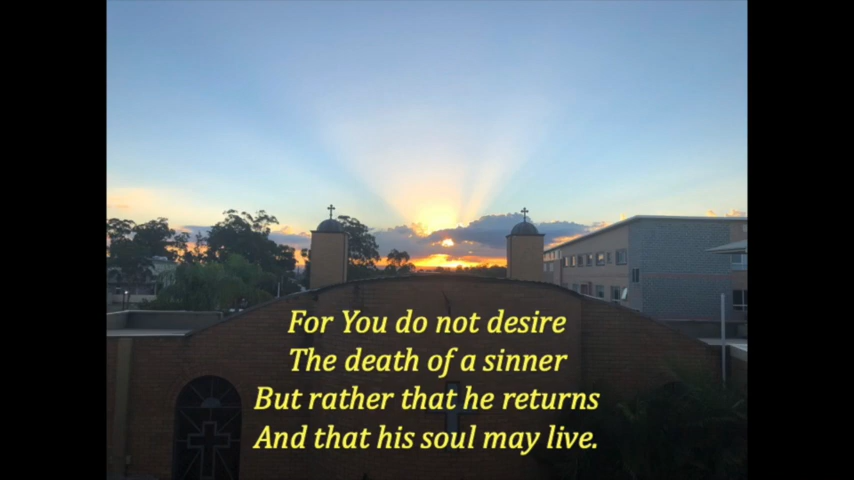 For You do not desire
The death of a sinner
But rather that he returns
And that his soul may live.